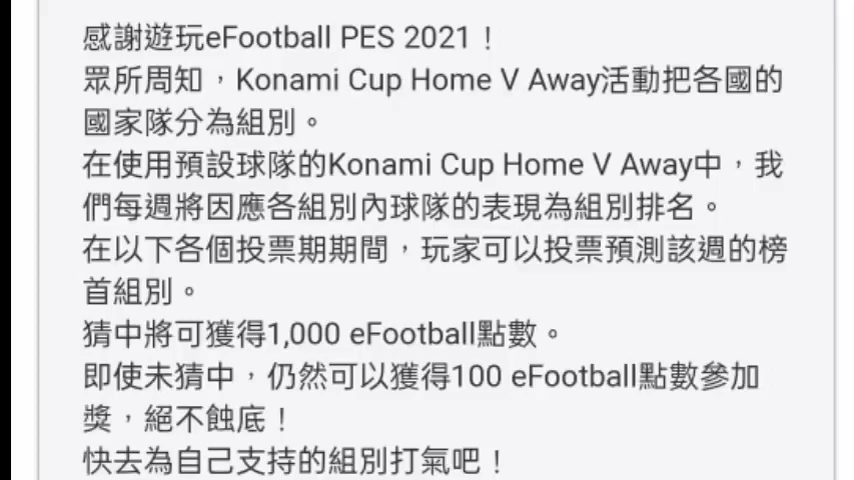 感謝遊玩eFootball PES 2021！
眾所周知，Konami Cup Home V Away活動把各國的
國家隊分為組別。
在使用預設球隊的Konami Cup Home V Away中，我
們每週將因應各組別內球隊的表現為組別排名。
在以下各個投票期期間，玩家可以投票預測該週的榜
首組別。
猜中將可獲得1,000 eFootball點數。
即使未猜中，仍然可以獲得100 eFootball點數參加
獎，絕不蝕底！
快去為自己支持的組別打氣吧！